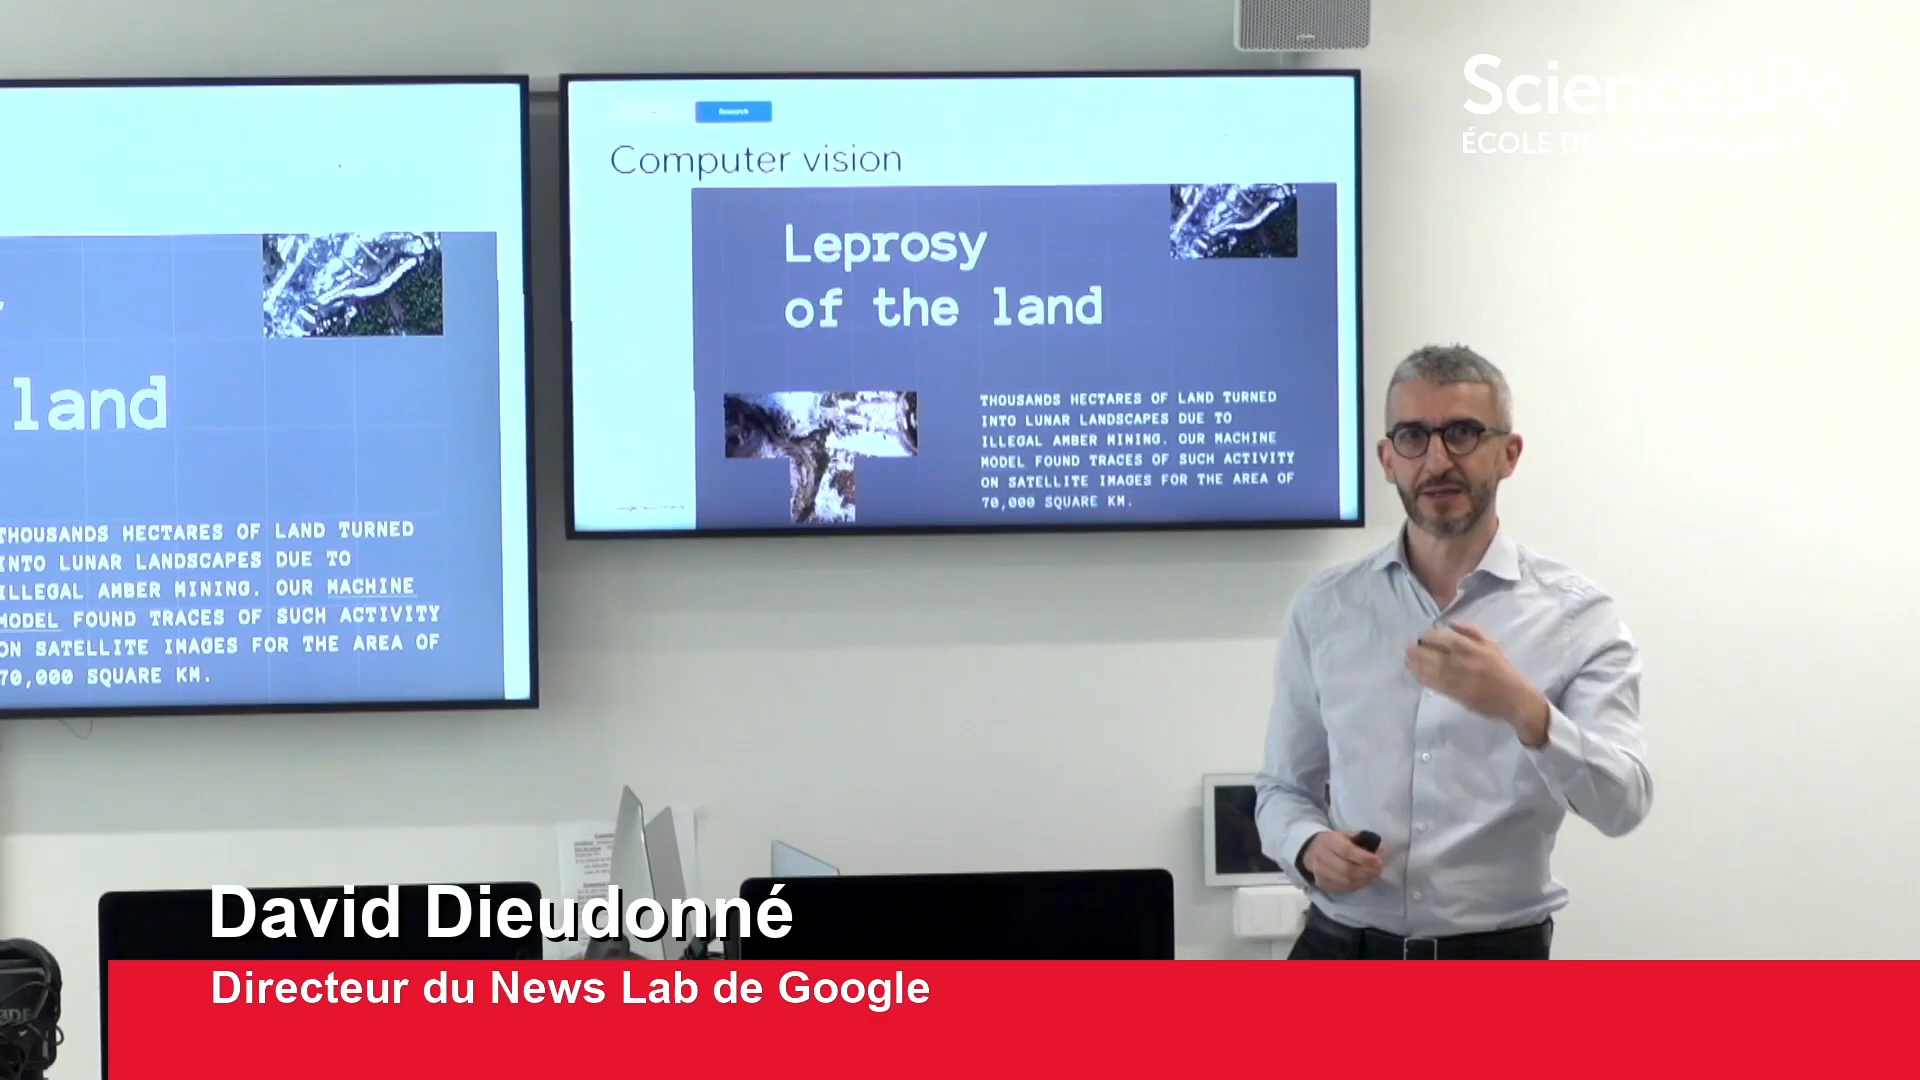 SciencesPo
ÉCOLE DE
Research
Computer vision
Leprosy
of the land
THOUSANDS HECTARES OF LAND TURNED
INTO LUNAR LANDSCAPES DUE TO
ILLEGAL AMBER MINING. OUR MACHINE
MODEL FOUND TRACES OF SUCH ACTIVITY
ON SATELLITE IMAGES FOR THE AREA OF
70,000 SQUARE KM.
land
THOUSANDS HECTARES OF LAND TURNED
INTO LUNAR LANDSCAPES DUE TO
ILLEGAL AMBER MINING. OUR MACHINE
MODEL FOUND TRACES OF SUCH ACTIVITY
ON SATELLITE IMAGES FOR THE AREA OF
70,000 SQUARE KM.
David Dieudonné
Directeur du News Lab de Google